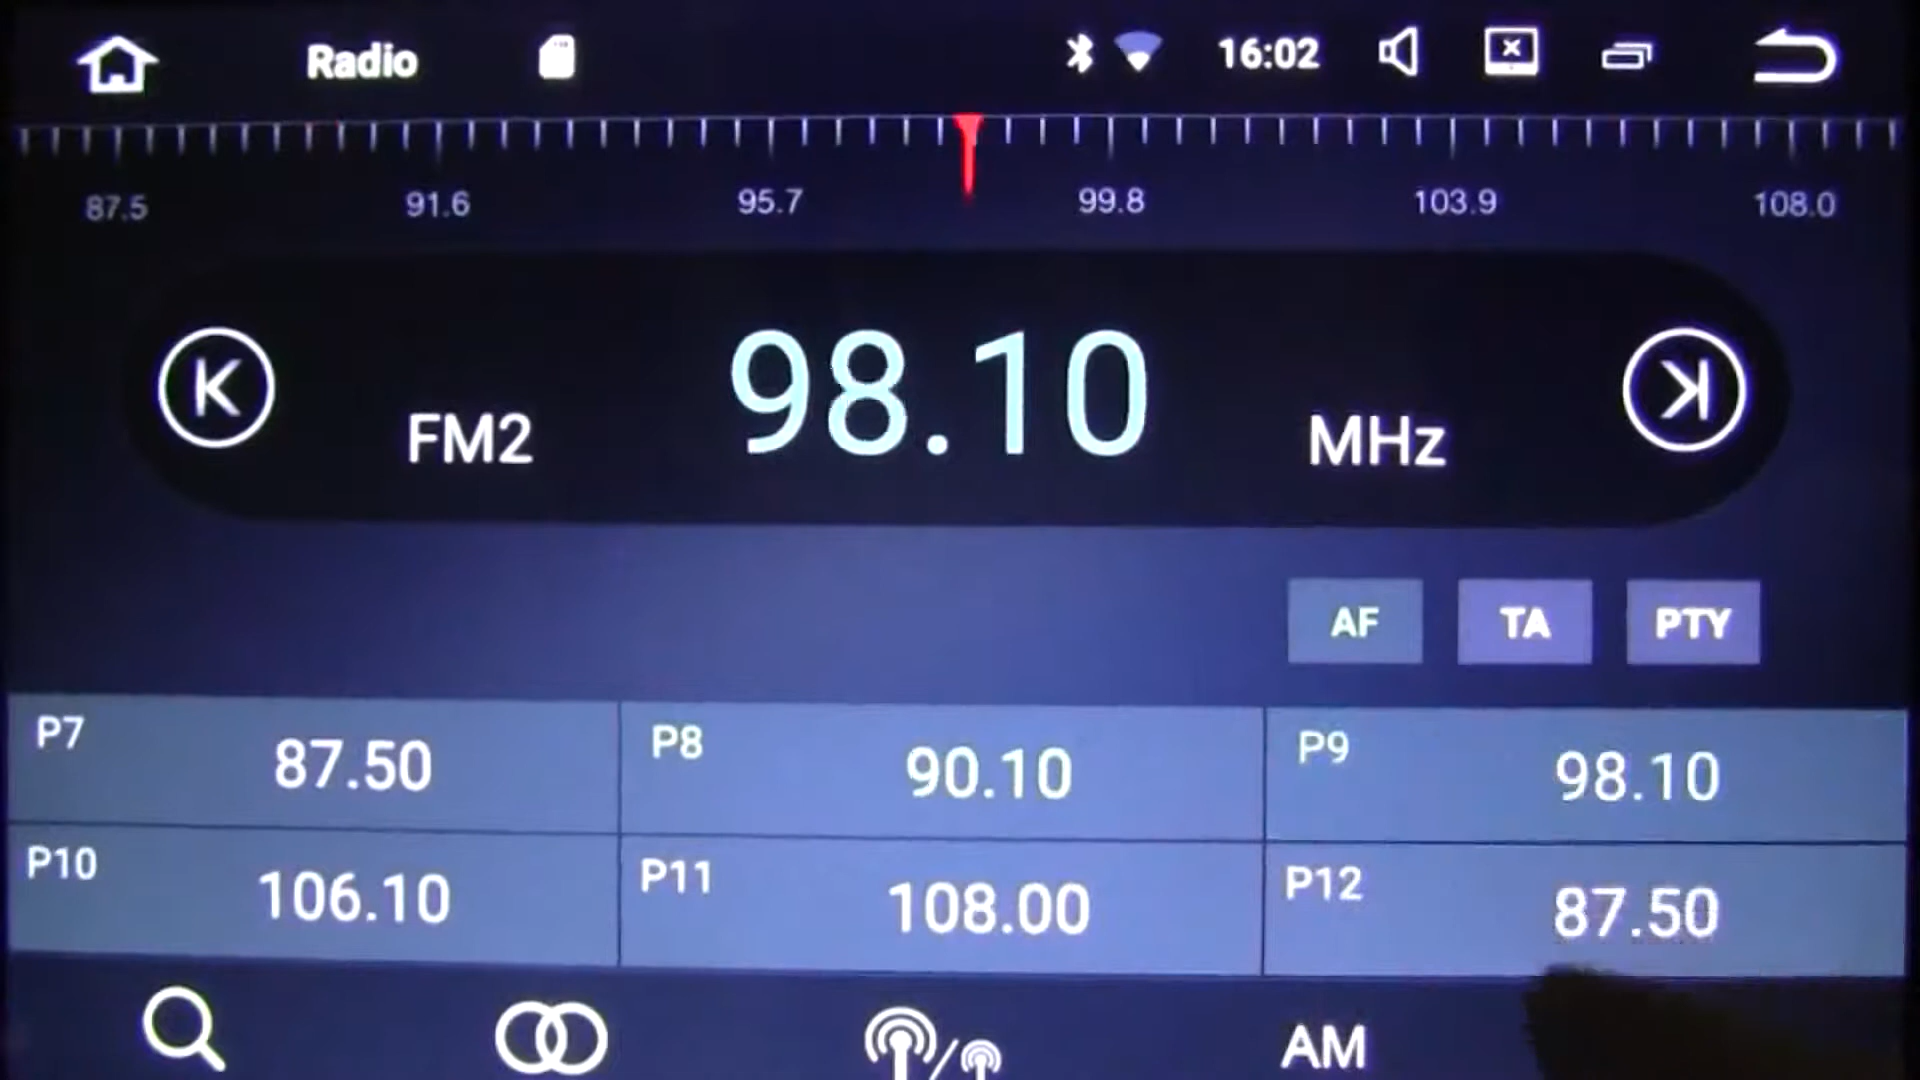 Radio 16:02
87.5 91.6 95.7 99.8 103.9 108.0
FM2 98.10 MHz
AF TA PTY
P7 87.50 P8 90.10 P9 98.10
P10 106.10 P11 108.00 P12 87.50
AM